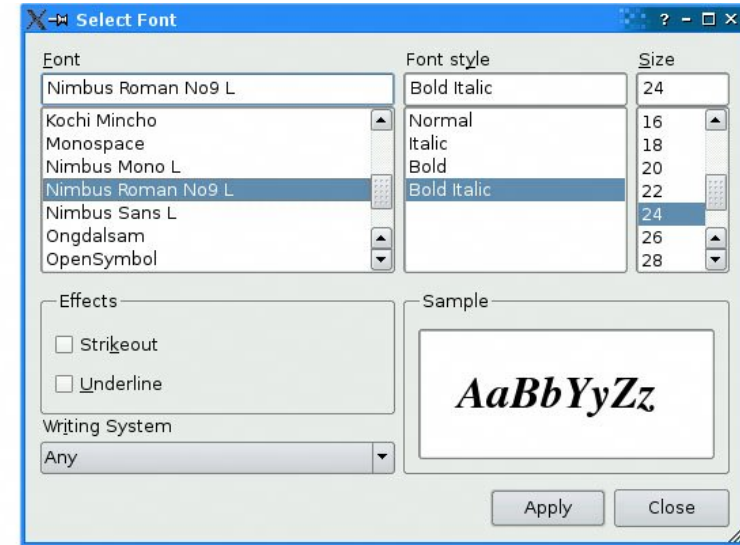 Select Font
Font
Nimbus Roman No9 L
Kochi Mincho
Monospace
Nimbus Mono L
Nimbus Roman No9 L
Nimbus Sans L
Ongdalsam
OpenSymbol
Font style
Bold Italic
Normal
Italic
Bold
Bold Italic
Size
24
16
18
20
22
24
26
28
Effects
Strikeout
Underline
Writing System
Any
Sample
AaBbYyZz
Apply
Close